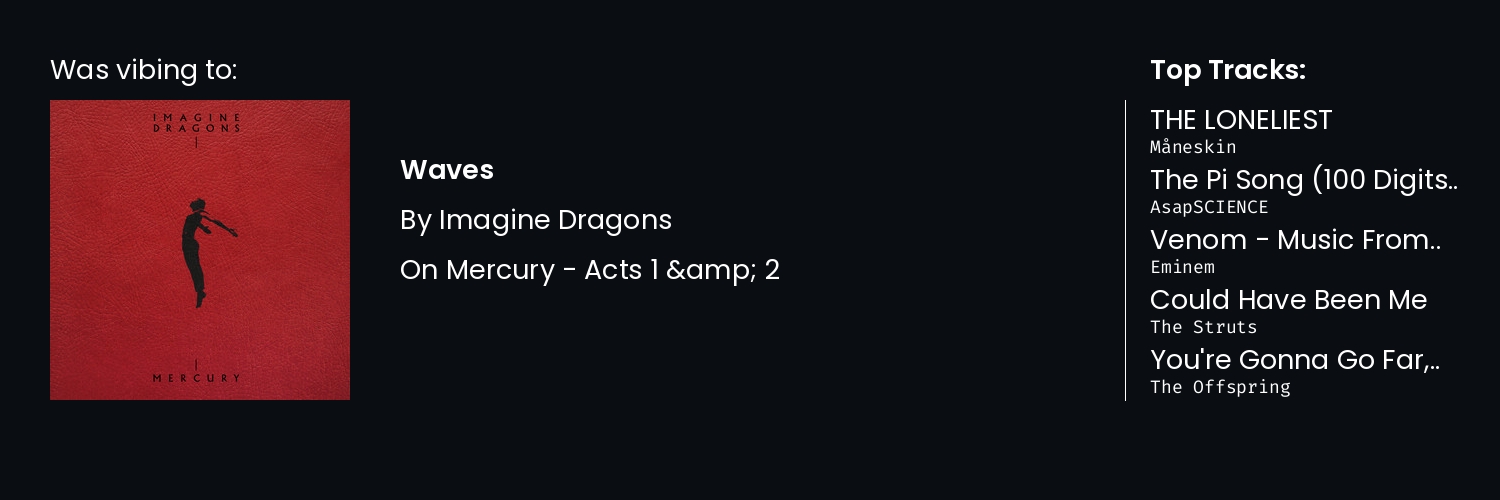 Was vibing to:
IMAGINE
DRAGONS
MERCURY
Waves
By Imagine Dragons
On Mercury - Acts 1 &amp; 2
Top Tracks:
THE LONELIEST
Måneskin
The Pi Song (100 Digits..
AsapSCIENCE
Venom - Music From..
Eminem
Could Have Been Me
The Struts
You're Gonna Go Far,..
The Offspring